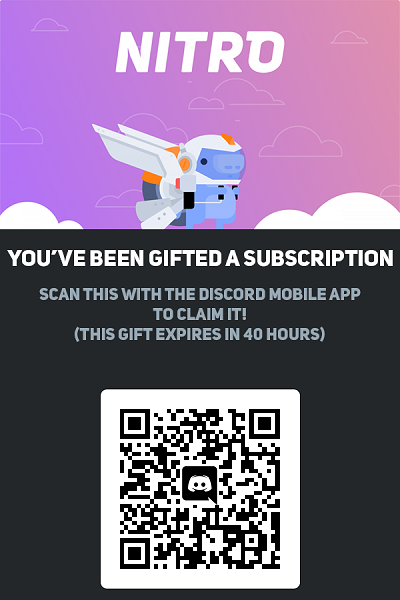 NITRO
YOU'VE BEEN GIFTED A SUBSCRIPTION
SCAN THIS WITH THE DISCORD MOBILE APP
TO CLAIM IT!
(THIS GIFT EXPIRES IN 40 HOURS)